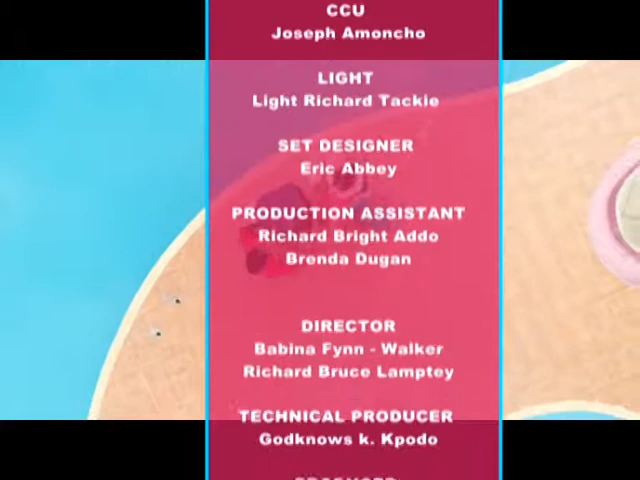 CCU
Joseph Amoncho
LIGHT
Light Richard Tackie
SET DESIGNER
Eric Abbey
PRODUCTION ASSISTANT
Richard Bright Addo
Brenda Dugan
DIRECTOR
Babina Fynn - Walker
Richard Bruce Lamptey
TECHNICAL PRODUCER
Godknows k. Kpodo